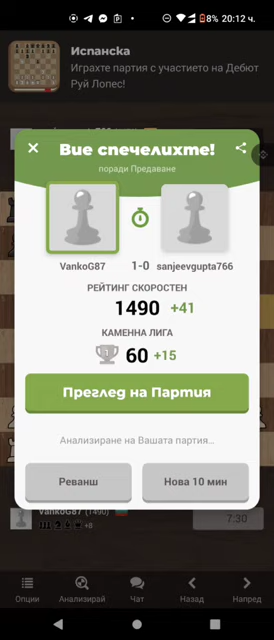 8% 20:12 ч.
Испанска
Играхте партия с участието на Дебют
Руй Лопес!
Вие спечелихте!
поради Предаване
VankoG87 1-0 sanjeevgupta766
РЕЙТИНГ СКОРОСТЕН
1490 +41
КАМЕННА ЛИГА
60 +15
Преглед на Партия
Анализиране на Вашата партия...
Реванш
Нова 10 мин
VankoG87 (1490)
+8
7:30
Опции
Анализирай
Чат
Назад
Напред